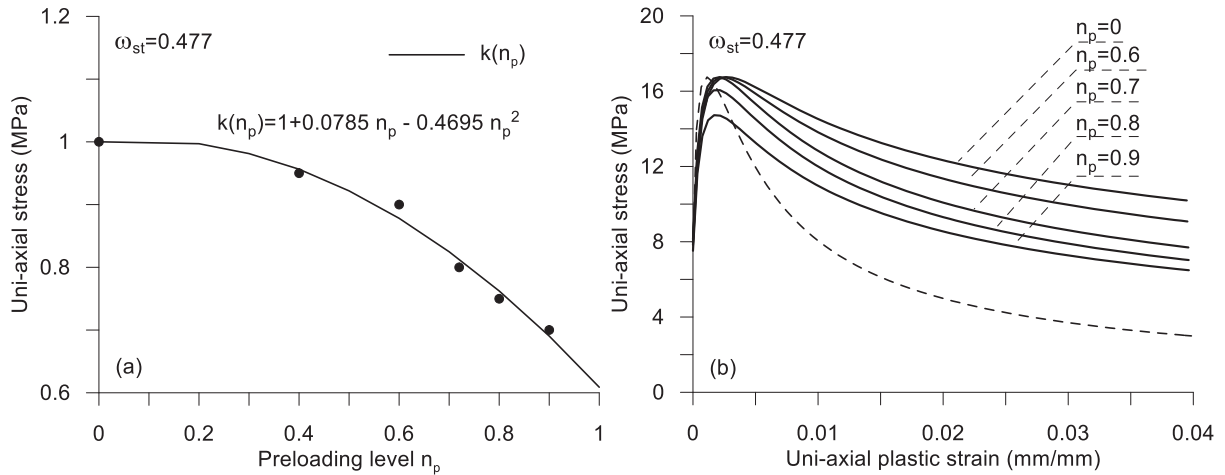 1.2
ω_st=0.477
k(n_p)
k(n_p)=1+0.0785 n_p - 0.4695 n_p²
1
0.8
0.6
(a)
0
0.2
0.4
0.6
0.8
1
Uni-axial stress (MPa)
Preloading level n_p
20
ω_st=0.477
n_p=0
n_p=0.6
n_p=0.7
n_p=0.8
n_p=0.9
16
12
8
4
0
(b)
0
0.01
0.02
0.03
0.04
Uni-axial stress (MPa)
Uni-axial plastic strain (mm/mm)